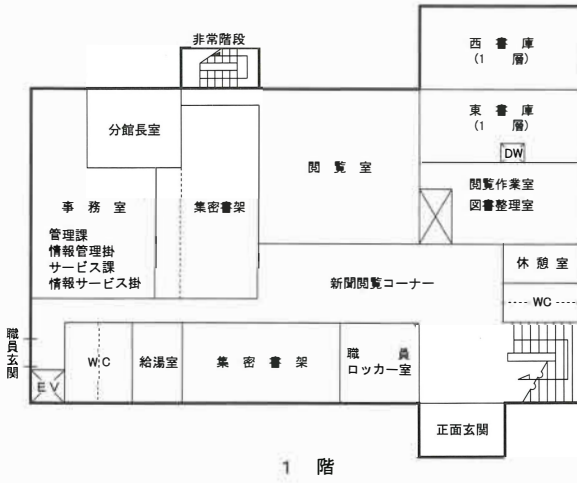 非常階段
西書庫
(1 層)
分館長室
東書庫
(1 層)
DW
閲覧室
閲覧作業室
図書整理室
事務室
集密書架
管理課
情報管理掛
サービス課
情報サービス掛
新聞閲覧コーナー
休憩室
WC
職員玄関
WC
給湯室
集密書架
職員
ロッカー室
EV
正面玄関
1 階